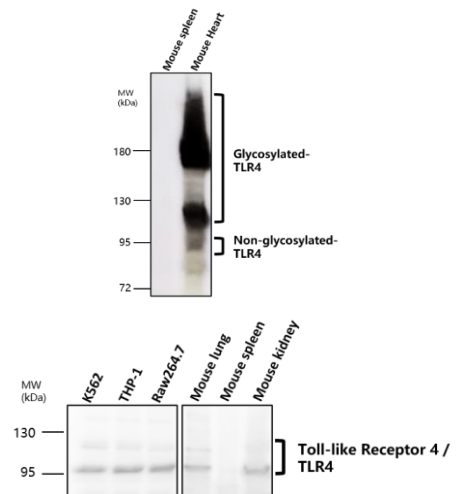 Mouse spleen
Mouse Heart
MW
(kDa)
180
130
95
72
Glycosylated-
TLR4
Non-glycosylated-
TLR4
K562
THP-1
Raw264.7
Mouse lung
Mouse spleen
Mouse kidney
MW
(kDa)
130
95
Toll-like Receptor 4 /
TLR4